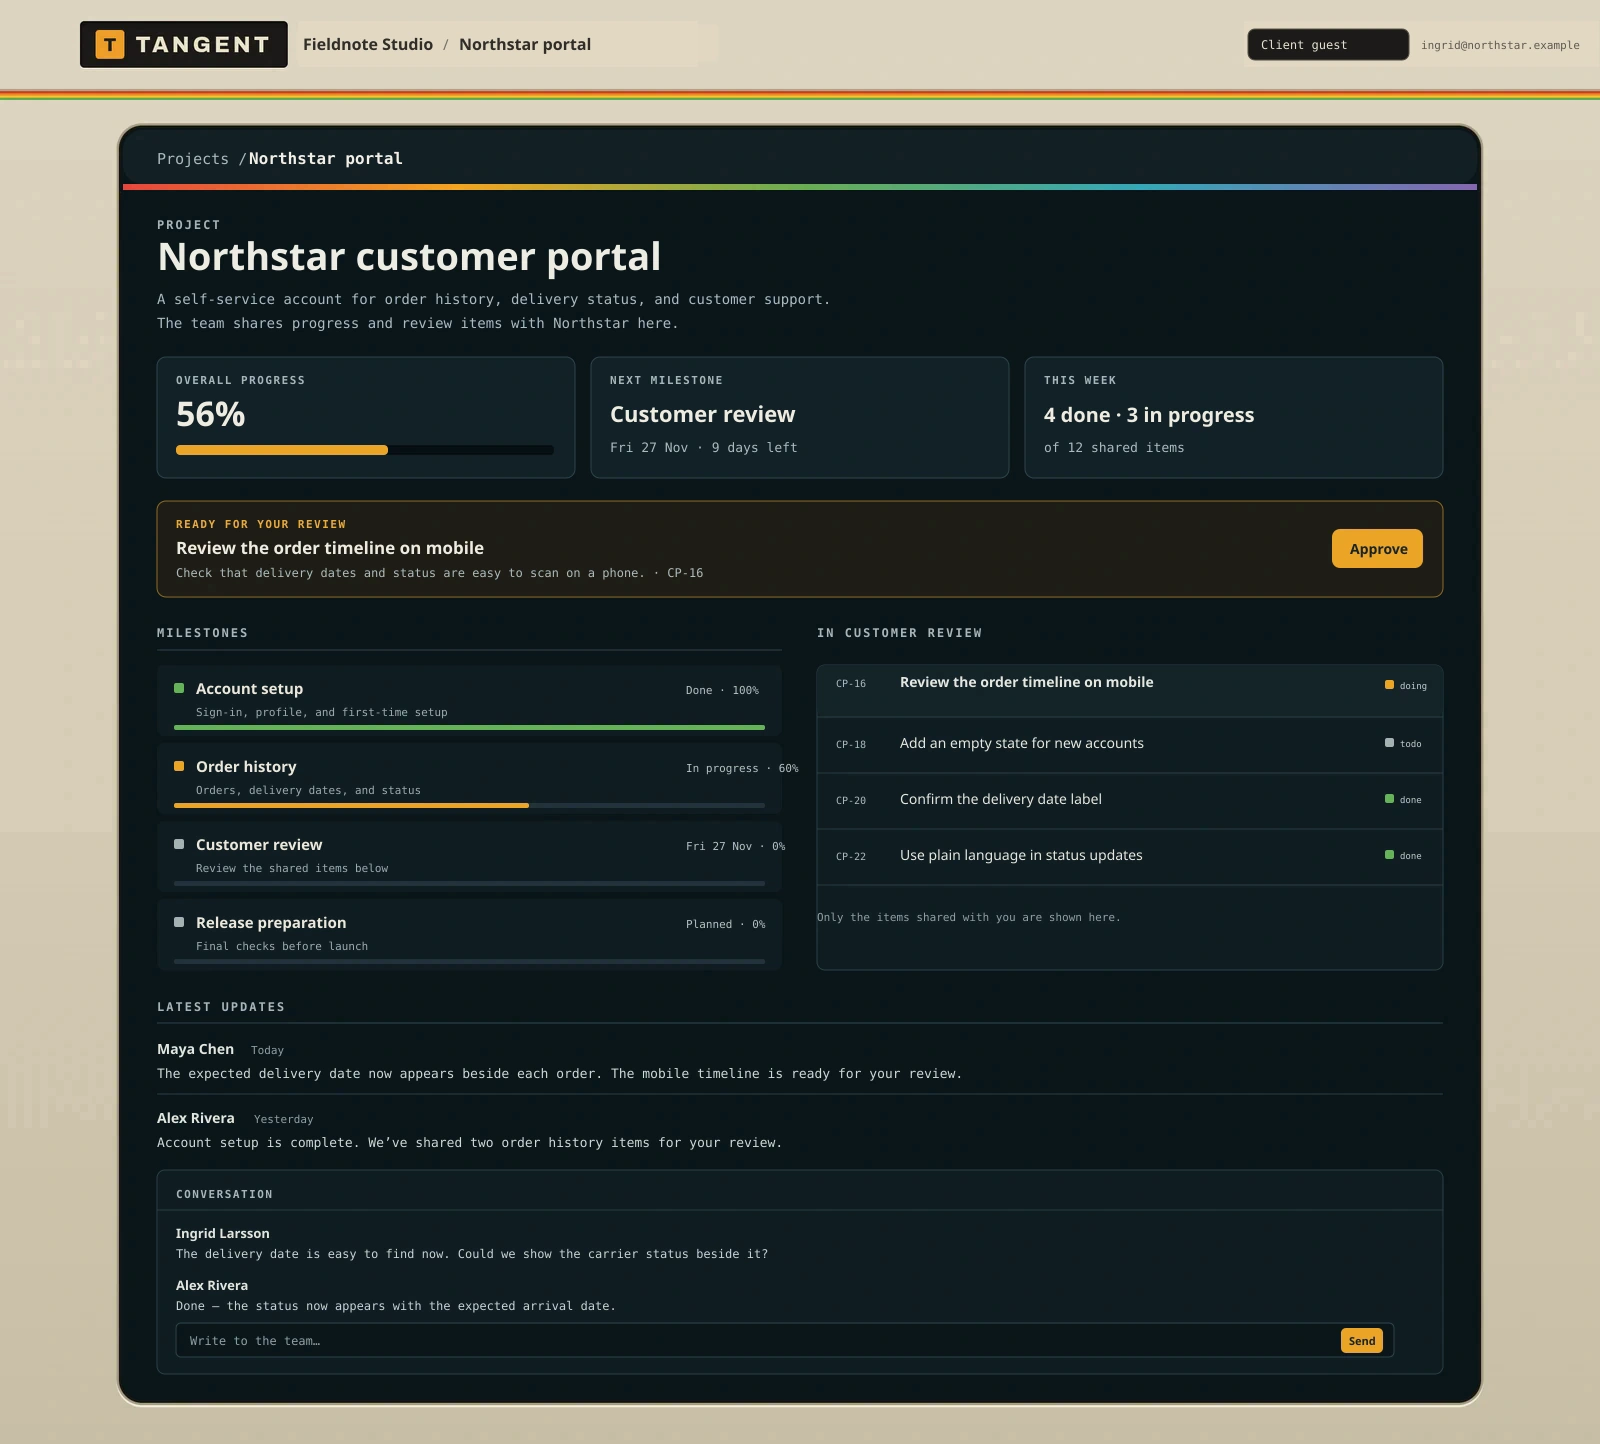 T TANGENT
Fieldnote Studio / Northstar portal
Client guest
ingrid@northstar.example
Projects / Northstar portal
PROJECT
Northstar customer portal
A self-service account for order history, delivery status, and customer support.
The team shares progress and review items with Northstar here.
OVERALL PROGRESS
56%
NEXT MILESTONE
Customer review
Fri 27 Nov · 9 days left
THIS WEEK
4 done · 3 in progress
of 12 shared items
READY FOR YOUR REVIEW
Review the order timeline on mobile
Check that delivery dates and status are easy to scan on a phone. · CP-16
Approve
MILESTONES
Account setup
Done · 100%
Sign-in, profile, and first-time setup
Order history
In progress · 60%
Orders, delivery dates, and status
Customer review
Fri 27 Nov · 0%
Review the shared items below
Release preparation
Planned · 0%
Final checks before launch
IN CUSTOMER REVIEW
CP-16 Review the order timeline on mobile doing
CP-18 Add an empty state for new accounts todo
CP-20 Confirm the delivery date label done
CP-22 Use plain language in status updates done
Only the items shared with you are shown here.
LATEST UPDATES
Maya Chen Today
The expected delivery date now appears beside each order. The mobile timeline is ready for your review.
Alex Rivera Yesterday
Account setup is complete. We’ve shared two order history items for your review.
CONVERSATION
Ingrid Larsson
The delivery date is easy to find now. Could we show the carrier status beside it?
Alex Rivera
Done — the status now appears with the expected arrival date.
Write to the team…
Send